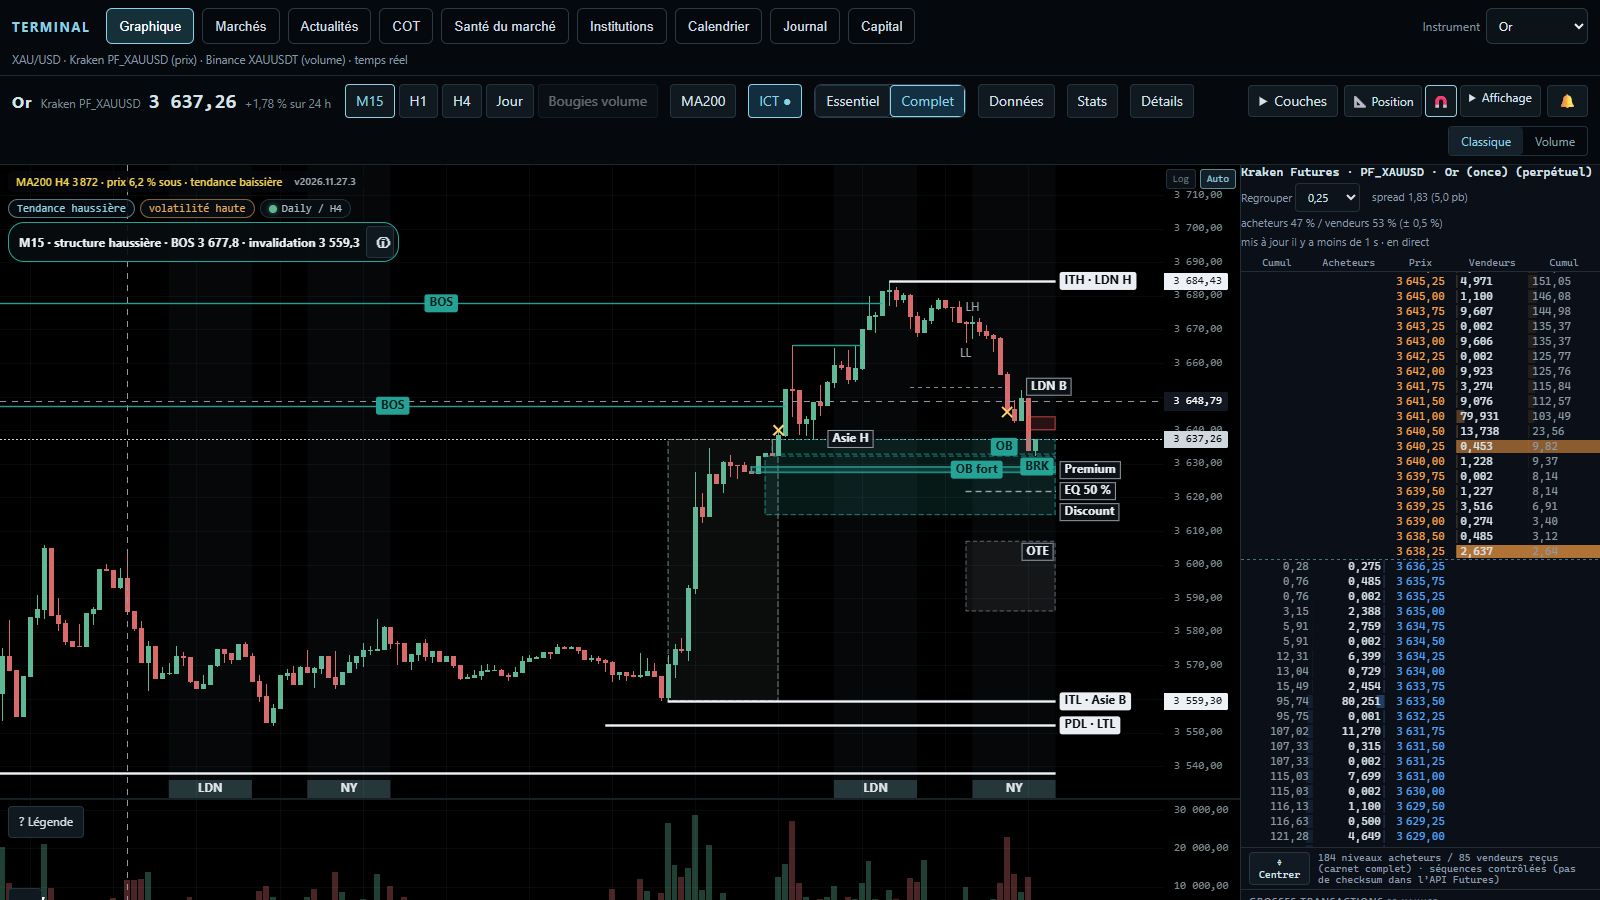 TERMINAL Graphique Marchés Actualités COT Santé du marché Institutions Calendrier Journal Capital Instrument Or
XAU/USD · Kraken PF_XAUUSD (prix) · Binance XAUUSDT (volume) · temps réel
Or Kraken PF_XAUUSD 3 637,26 +1,78 % sur 24 h M15 H1 H4 Jour Bougies volume MA200 ICT Essentiel Complet Données Stats Détails Couches Position Affichage
Classique Volume
MA200 H4 3 872 · prix 6,2 % sous · tendance baissière v2026.11.27.3
Log Auto
Tendance haussière volatilité haute Daily / H4
M15 · structure haussière · BOS 3 677,8 · invalidation 3 559,3
3 710,00
3 700,00
3 690,00
ITH · LDN H 3 684,43
3 680,00
BOS
LH
3 670,00
LL
3 660,00
LDN B
BOS
3 648,79
Asie H
3 637,26
OB
OB fort BRK Premium
3 630,00
EQ 50 %
3 620,00
Discount
3 610,00
OTE
3 600,00
3 590,00
3 580,00
3 570,00
ITL · Asie B 3 559,30
PDL · LTL
3 550,00
3 540,00
LDN NY LDN NY
? Légende
30 000,00
20 000,00
10 000,00
Kraken Futures · PF_XAUUSD · Or (once) (perpétuel)
Regrouper 0,25 spread 1,83 (5,0 pb)
acheteurs 47 % / vendeurs 53 % (± 0,5 %)
mis à jour il y a moins de 1 s · en direct
Cumul Acheteurs Prix Vendeurs Cumul
3 645,25 4,971 151,05
3 645,00 1,100 146,08
3 643,75 9,607 144,98
3 643,25 0,002 135,37
3 643,00 9,606 135,37
3 642,25 0,002 125,77
3 642,00 9,923 125,76
3 641,75 3,274 115,84
3 641,50 9,076 112,57
3 641,00 79,931 103,49
3 640,50 13,738 23,56
3 640,25 0,453 9,82
3 640,00 1,228 9,37
3 639,75 0,002 8,14
3 639,50 1,227 8,14
3 639,25 3,516 6,91
3 639,00 0,274 3,40
3 638,50 0,485 3,12
3 638,25 2,637 2,64
0,28 0,275 3 636,25
0,76 0,485 3 635,75
0,76 0,002 3 635,25
3,15 2,388 3 635,00
5,91 2,759 3 634,75
5,91 0,002 3 634,50
12,31 6,399 3 634,25
13,04 0,729 3 634,00
15,49 2,454 3 633,75
95,74 80,251 3 633,50
95,75 0,001 3 632,25
107,02 11,270 3 631,75
107,33 0,315 3 631,50
107,33 0,002 3 631,25
115,03 7,699 3 631,00
115,03 0,002 3 630,00
116,13 1,100 3 629,50
116,63 0,500 3 629,25
121,28 4,649 3 629,00
Centrer
184 niveaux acheteurs / 85 vendeurs reçus
(carnet complet) · séquences contrôlées (pas
de checksum dans l'API Futures)